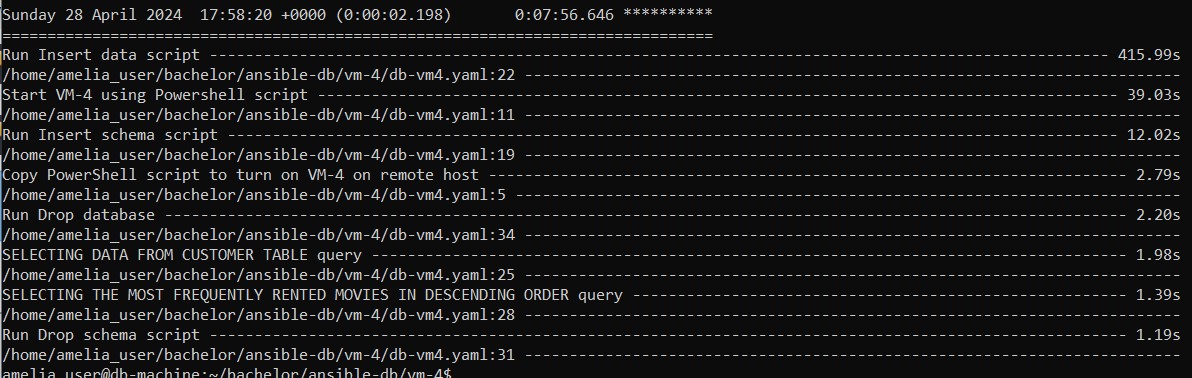 Sunday 28 April 2024  17:58:20 +0000 (0:00:02.198)       0:07:56.646 **********
===============================================================================
Run Insert data script ---------------------------------------------------------------------------------------------------- 415.99s
/home/amelia_user/bachelor/ansible-db/vm-4/db-vm4.yaml:22 -------------------------------------------------------------------------
Start VM-4 using Powershell script ----------------------------------------------------------------------------------------- 39.03s
/home/amelia_user/bachelor/ansible-db/vm-4/db-vm4.yaml:11 -------------------------------------------------------------------------
Run Insert schema script --------------------------------------------------------------------------------------------------- 12.02s
/home/amelia_user/bachelor/ansible-db/vm-4/db-vm4.yaml:19 -------------------------------------------------------------------------
Copy PowerShell script to turn on VM-4 on remote host ----------------------------------------------------------------------- 2.79s
/home/amelia_user/bachelor/ansible-db/vm-4/db-vm4.yaml:5 --------------------------------------------------------------------------
Run Drop database ----------------------------------------------------------------------------------------------------------- 2.20s
/home/amelia_user/bachelor/ansible-db/vm-4/db-vm4.yaml:34 -------------------------------------------------------------------------
SELECTING DATA FROM CUSTOMER TABLE query ------------------------------------------------------------------------------------ 1.98s
/home/amelia_user/bachelor/ansible-db/vm-4/db-vm4.yaml:25 -------------------------------------------------------------------------
SELECTING THE MOST FREQUENTLY RENTED MOVIES IN DESCENDING ORDER query ------------------------------------------------------- 1.39s
/home/amelia_user/bachelor/ansible-db/vm-4/db-vm4.yaml:28 -------------------------------------------------------------------------
Run Drop schema script ------------------------------------------------------------------------------------------------------ 1.19s
/home/amelia_user/bachelor/ansible-db/vm-4/db-vm4.yaml:31 -------------------------------------------------------------------------
amelia_user@db-machine:~/bachelor/ansible-db/vm-4$